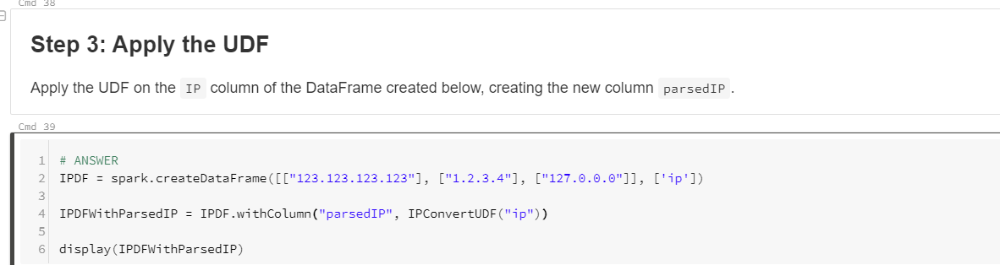 Cmd 38
Step 3: Apply the UDF
Apply the UDF on the IP column of the DataFrame created below, creating the new column parsedIP.
Cmd 39
1 # ANSWER
2 IPDF = spark.createDataFrame([["123.123.123.123"], ["1.2.3.4"], ["127.0.0.0"]], ['ip'])
3
4 IPDFWithParsedIP = IPDF.withColumn("parsedIP", IPConvertUDF("ip"))
5
6 display(IPDFWithParsedIP)